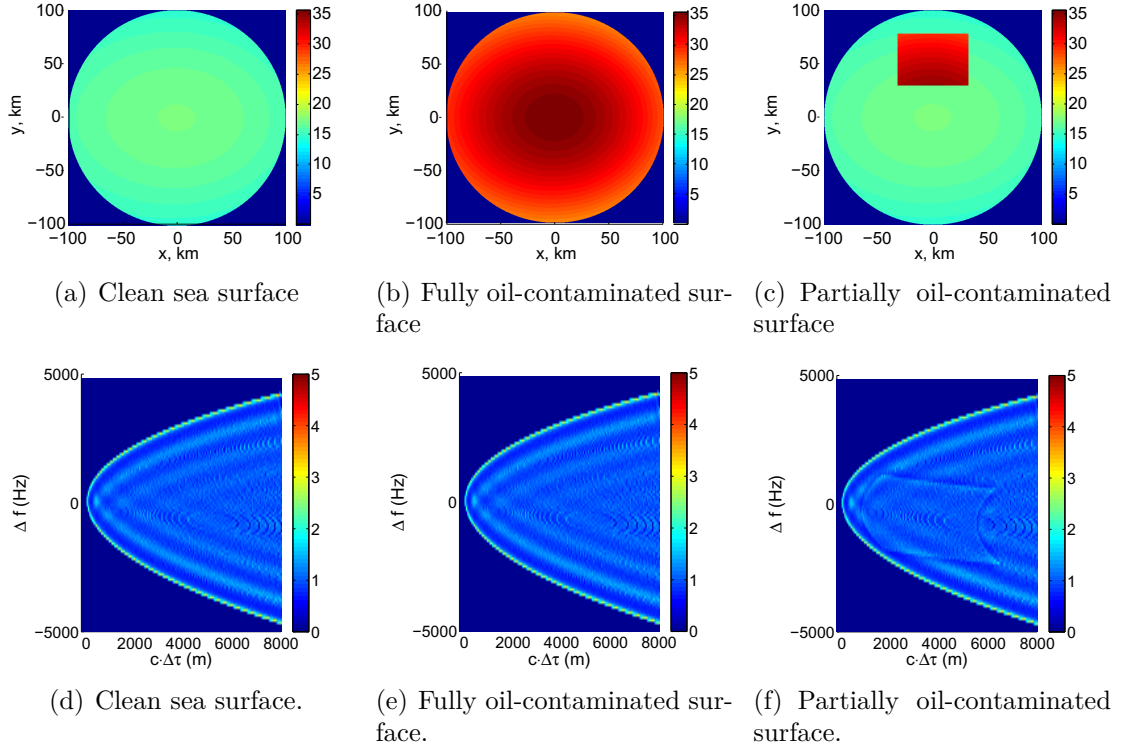 100
50
0
−50
−100
y, km
−100 −50 0 50 100
x, km
35
30
25
20
15
10
5
(a) Clean sea surface
100
50
0
−50
−100
y, km
−100 −50 0 50 100
x, km
35
30
25
20
15
10
5
(b) Fully oil-contaminated sur-
face
100
50
0
−50
−100
y, km
−100 −50 0 50 100
x, km
35
30
25
20
15
10
5
(c) Partially oil-contaminated
surface
5000
0
−5000
Δ f (Hz)
0 2000 4000 6000 8000
c·Δτ (m)
5
4
3
2
1
0
(d) Clean sea surface.
5000
0
−5000
Δ f (Hz)
0 2000 4000 6000 8000
c·Δτ (m)
5
4
3
2
1
0
(e) Fully oil-contaminated sur-
face.
5000
0
−5000
Δ f (Hz)
0 2000 4000 6000 8000
c·Δτ (m)
5
4
3
2
1
0
(f) Partially oil-contaminated
surface.